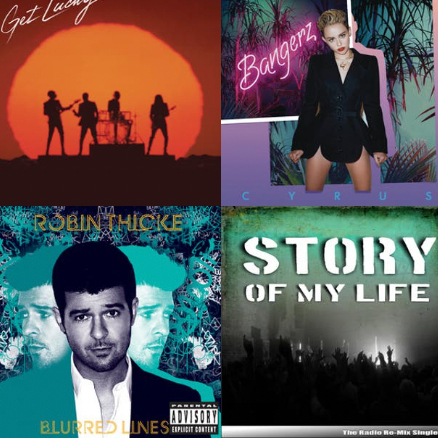 Get Lucky
Bangerz
CYRUS
ROBIN THICKE
BLURRED LINES
PARENTAL
ADVISORY
EXPLICIT CONTENT
STORY
OF MY LIFE
The Radio Re-Mix Single